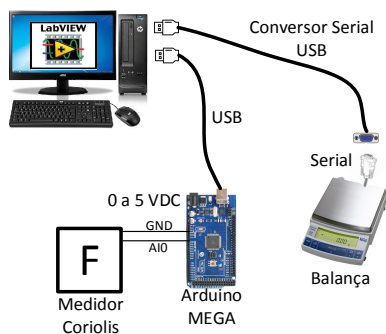 LabVIEW
Conversor Serial
USB
USB
Serial
0 a 5 VDC
GND
AI0
F
Medidor
Coriolis
Arduino
MEGA
Balança